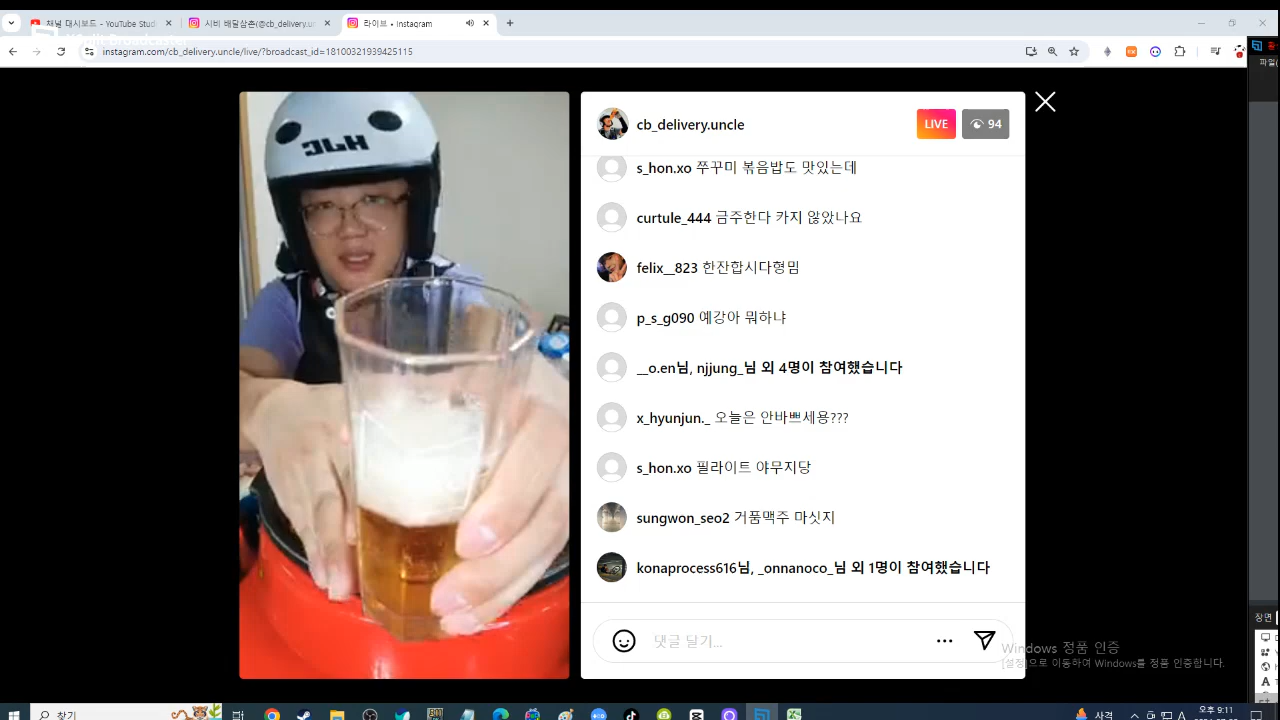 채널 대시보드 - YouTube Stud
시비 배달삼촌(@cb_delivery.u
라이브 • Instagram
XSplit Broadcaster
instagram.com/cb_delivery.uncle/live/?broadcast_id=18100321939425115
파일(
JLH
cb_delivery.uncle
LIVE
94
s_hon.xo 쭈꾸미 볶음밥도 맛있는데
curtule_444 금주한다 카지 않았나요
felix__823 한잔합시다형밈
p_s_g090 예강아 뭐하냐
__o.en님, njjung_님 외 4명이 참여했습니다
x_hyunjun._ 오늘은 안바쁘세용???
s_hon.xo 필라이트 야무지당
sungwon_seo2 거품맥주 마싯지
konaprocess616님, _onnanoco_님 외 1명이 참여했습니다
댓글 달기...
Windows 정품 인증
[설정]으로 이동하여 Windows를 정품 인증합니다.
장면
찾기
사격
오후 9:11